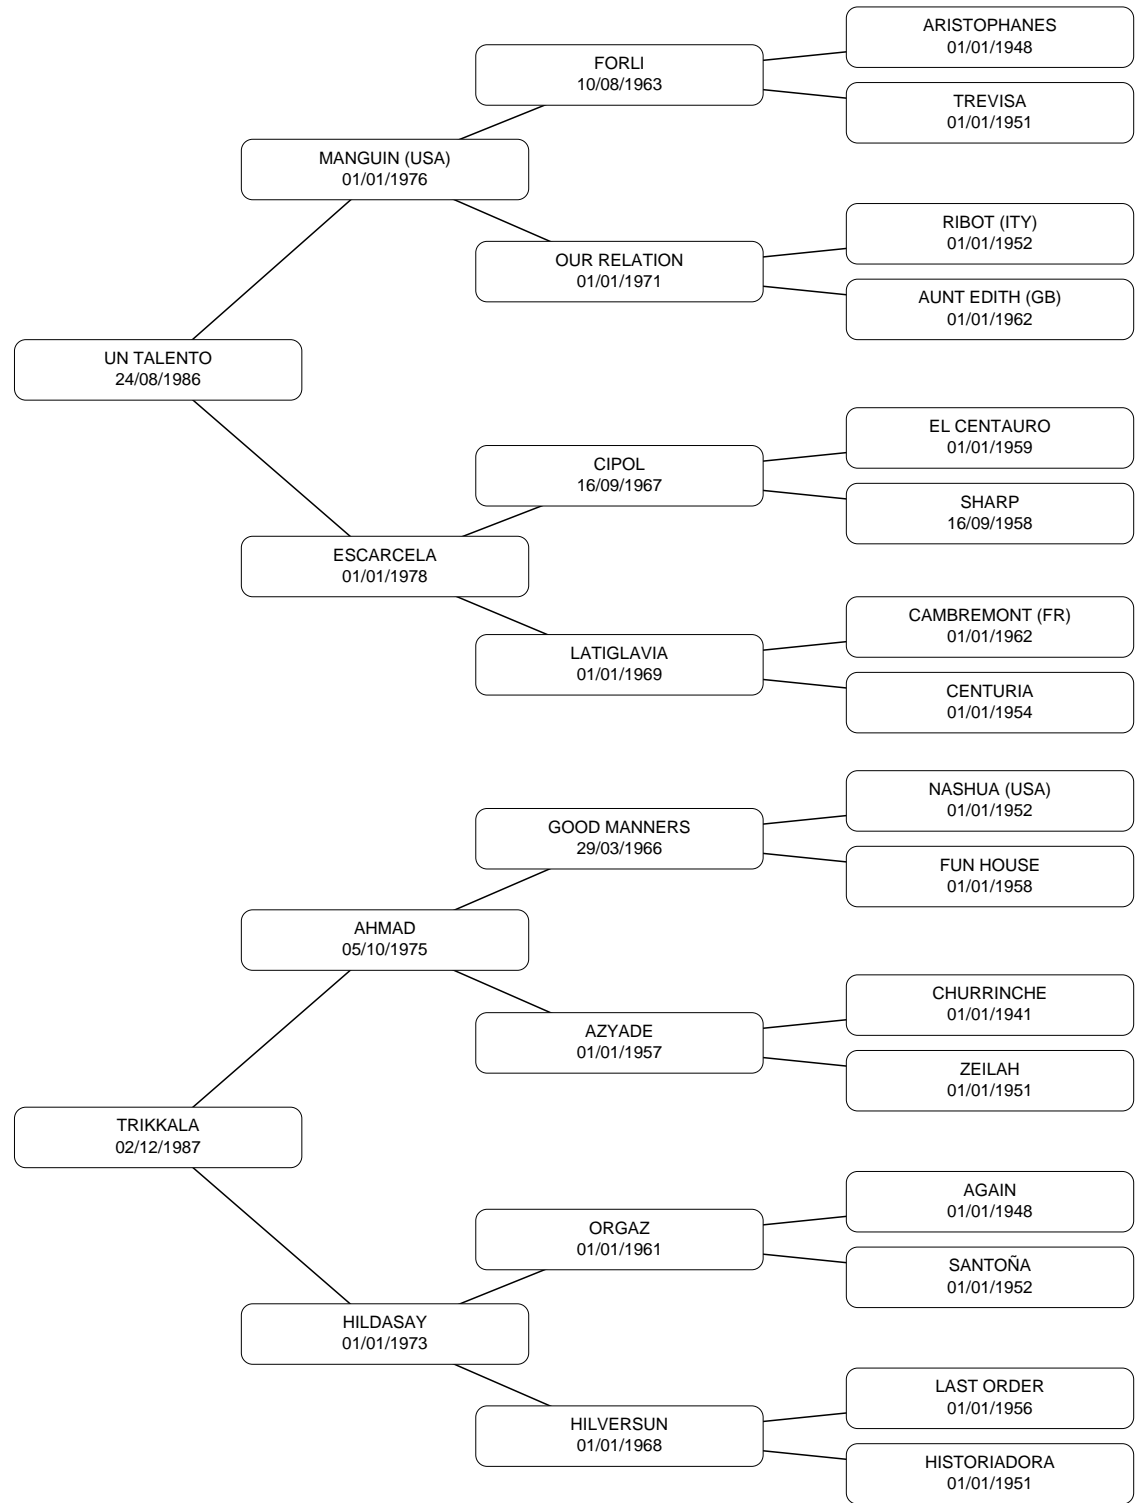 ARISTOPHANES
01/01/1948
FORLI
10/08/1963
TREVISA
01/01/1951
MANGUIN (USA)
01/01/1976
RIBOT (ITY)
01/01/1952
OUR RELATION
01/01/1971
AUNT EDITH (GB)
01/01/1962
UN TALENTO
24/08/1986
EL CENTAURO
01/01/1959
CIPOL
16/09/1967
SHARP
16/09/1958
ESCARCELA
01/01/1978
CAMBREMONT (FR)
01/01/1962
LATIGLAVIA
01/01/1969
CENTURIA
01/01/1954
NASHUA (USA)
01/01/1952
GOOD MANNERS
29/03/1966
FUN HOUSE
01/01/1958
AHMAD
05/10/1975
CHURRINCHE
01/01/1941
AZYADE
01/01/1957
ZEILAH
01/01/1951
TRIKKALA
02/12/1987
AGAIN
01/01/1948
ORGAZ
01/01/1961
SANTOÑA
01/01/1952
HILDASAY
01/01/1973
LAST ORDER
01/01/1956
HILVERSUN
01/01/1968
HISTORIADORA
01/01/1951